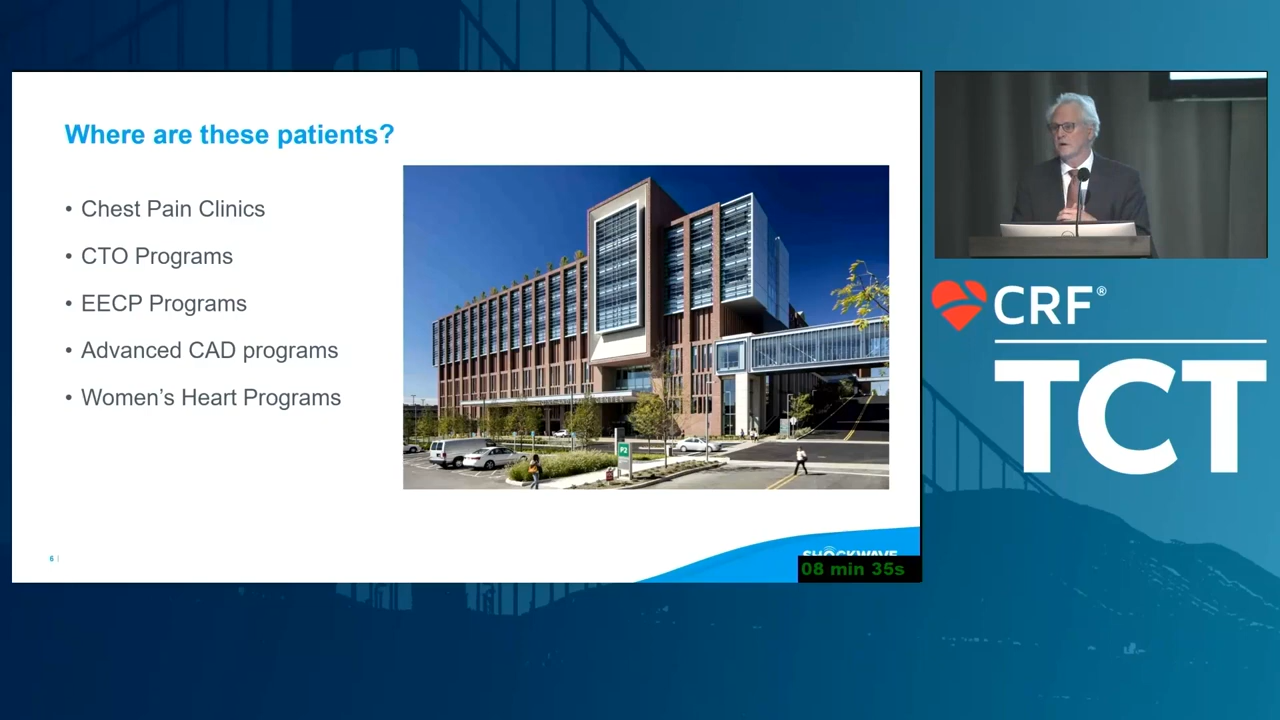 Where are these patients?
• Chest Pain Clinics
• CTO Programs
• EECP Programs
• Advanced CAD programs
• Women’s Heart Programs
P2
6 |
SHOCKWAVE
08 min 35s
CRF®
TCT